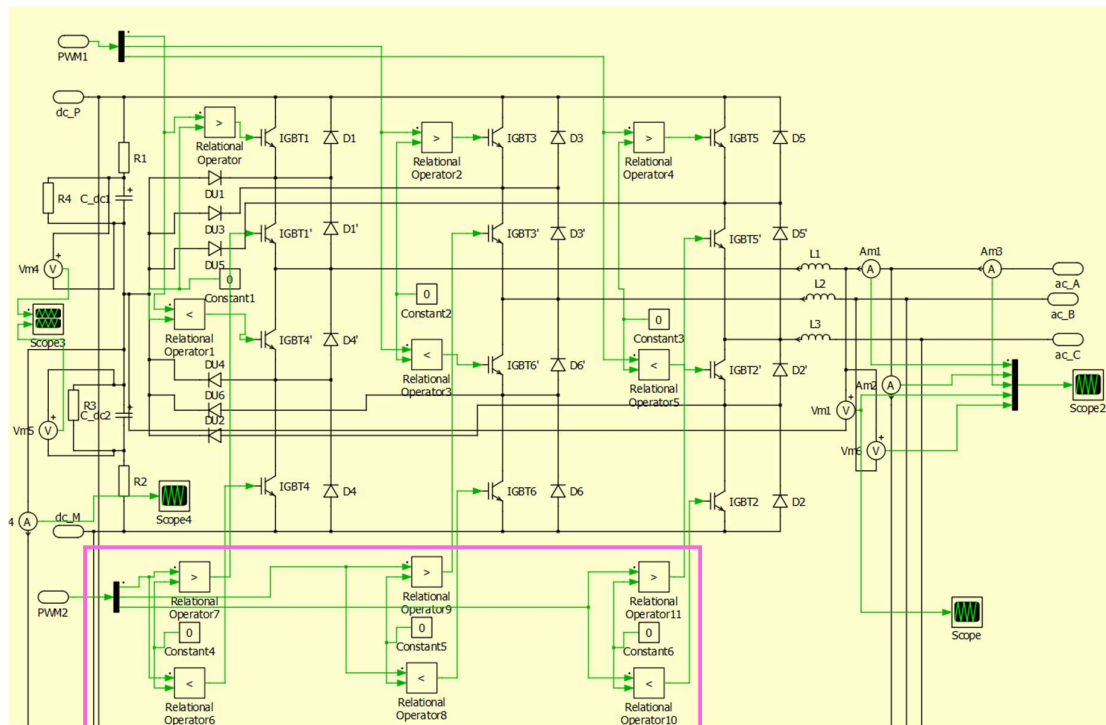 PWM1
dc_P
>
Relational
Operator
IGBT1
D1
>
Relational
Operator2
IGBT3
D3
>
Relational
Operator4
IGBT5
D5
R1
R4
C_dc1
+
DU1
DU3
DU5
0
Constant1
IGBT1'
D1'
IGBT3'
D3'
IGBT5'
D5'
Vm4
V
+
Scope3
<
Relational
Operator1
IGBT4'
D4'
0
Constant2
<
Relational
Operator3
IGBT6'
D6'
0
Constant3
<
Relational
Operator5
IGBT2'
D2'
L1
L2
L3
Am1
A
Am3
A
ac_A
ac_B
ac_C
Am2
A
Vm1
V
+
Vm6
V
+
Scope2
DU4
DU6
DU2
R3
C_dc2
+
Vm5
V
+
R2
4
A
Scope4
dc_M
IGBT4
D4
IGBT6
D6
IGBT2
D2
PWM2
>
Relational
Operator7
>
Relational
Operator9
>
Relational
Operator11
0
Constant4
0
Constant5
0
Constant6
<
Relational
Operator6
<
Relational
Operator8
<
Relational
Operator10
Scope